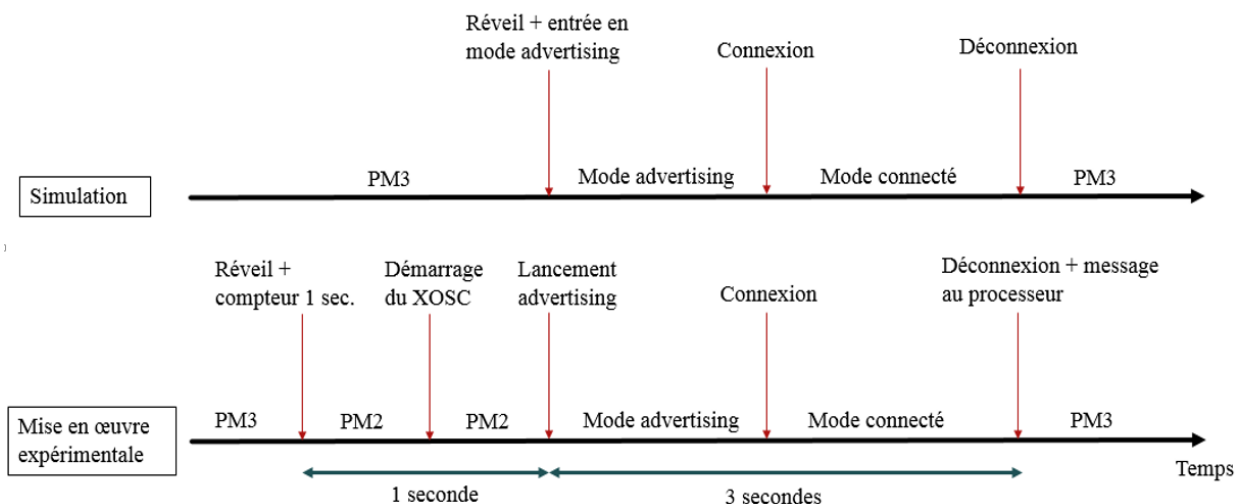 Réveil + entrée en
mode advertising
Connexion
Déconnexion
Simulation
PM3
Mode advertising
Mode connecté
PM3
Réveil +
compteur 1 sec.
Démarrage
du XOSC
Lancement
advertising
Connexion
Déconnexion + message
au processeur
Mise en œuvre
expérimentale
PM3
PM2
PM2
Mode advertising
Mode connecté
PM3
Temps
1 seconde
3 secondes